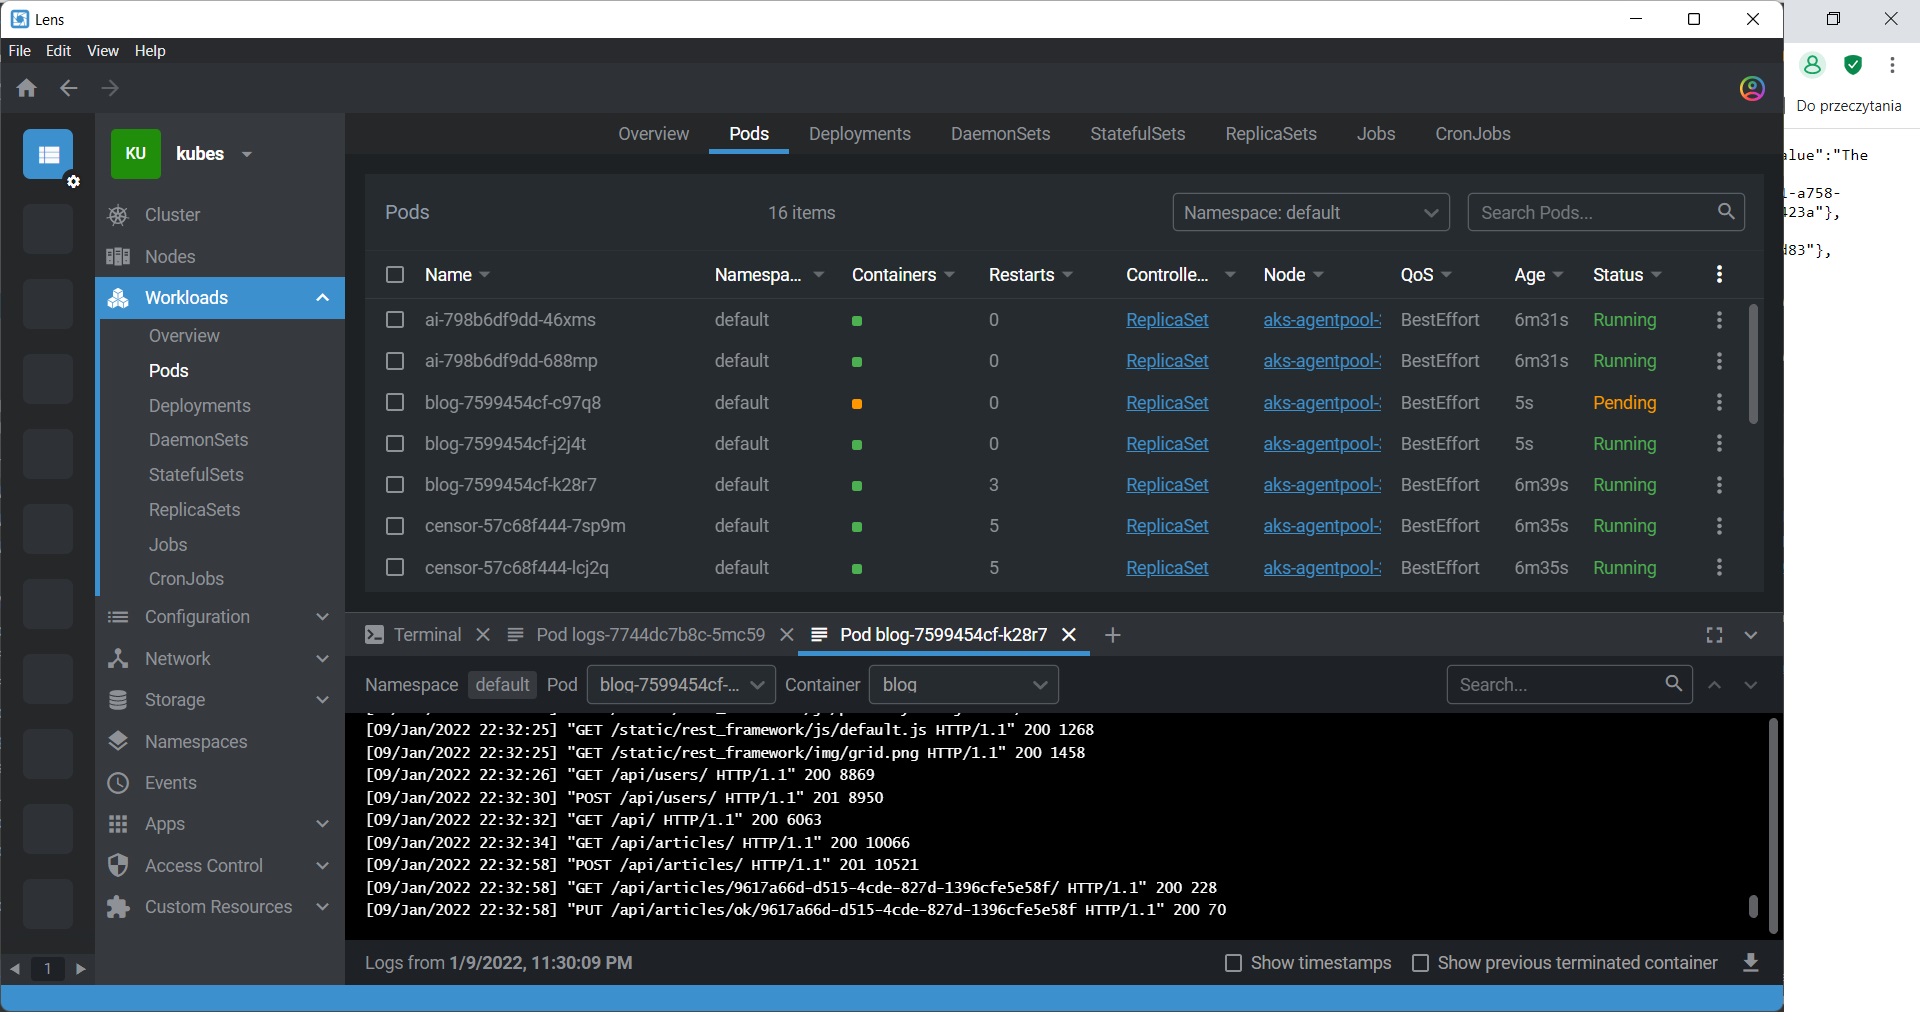 Lens
File Edit View Help
Do przeczytania
KU kubes
Overview Pods Deployments DaemonSets StatefulSets ReplicaSets Jobs CronJobs
alue":"The
-a758-
423a"},
d83"},
Cluster
Nodes
Workloads
Overview
Pods
Deployments
DaemonSets
StatefulSets
ReplicaSets
Jobs
CronJobs
Configuration
Network
Storage
Namespaces
Events
Apps
Access Control
Custom Resources
1
Pods 16 items Namespace: default Search Pods...
Name Namespa... Containers Restarts Controlle... Node QoS Age Status
ai-798b6df9dd-46xms default 0 ReplicaSet aks-agentpool- BestEffort 6m31s Running
ai-798b6df9dd-688mp default 0 ReplicaSet aks-agentpool- BestEffort 6m31s Running
blog-7599454cf-c97q8 default 0 ReplicaSet aks-agentpool- BestEffort 5s Pending
blog-7599454cf-j2j4t default 0 ReplicaSet aks-agentpool- BestEffort 5s Running
blog-7599454cf-k28r7 default 3 ReplicaSet aks-agentpool- BestEffort 6m39s Running
censor-57c68f444-7sp9m default 5 ReplicaSet aks-agentpool- BestEffort 6m35s Running
censor-57c68f444-lcj2q default 5 ReplicaSet aks-agentpool- BestEffort 6m35s Running
Terminal Pod logs-7744dc7b8c-5mc59 Pod blog-7599454cf-k28r7
Namespace default Pod blog-7599454cf-... Container blog Search...
[09/Jan/2022 22:32:25] "GET /static/rest_framework/js/default.js HTTP/1.1" 200 1268
[09/Jan/2022 22:32:25] "GET /static/rest_framework/img/grid.png HTTP/1.1" 200 1458
[09/Jan/2022 22:32:26] "GET /api/users/ HTTP/1.1" 200 8869
[09/Jan/2022 22:32:30] "POST /api/users/ HTTP/1.1" 201 8950
[09/Jan/2022 22:32:32] "GET /api/ HTTP/1.1" 200 6063
[09/Jan/2022 22:32:34] "GET /api/articles/ HTTP/1.1" 200 10066
[09/Jan/2022 22:32:58] "POST /api/articles/ HTTP/1.1" 201 10521
[09/Jan/2022 22:32:58] "GET /api/articles/9617a66d-d515-4cde-827d-1396cfe5e58f/ HTTP/1.1" 200 228
[09/Jan/2022 22:32:58] "PUT /api/articles/ok/9617a66d-d515-4cde-827d-1396cfe5e58f HTTP/1.1" 200 70
Logs from 1/9/2022, 11:30:09 PM Show timestamps Show previous terminated container